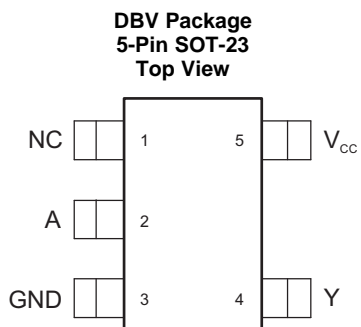 DBV Package
5-Pin SOT-23
Top View
NC 1 5 VCC
A 2
GND 3 4 Y